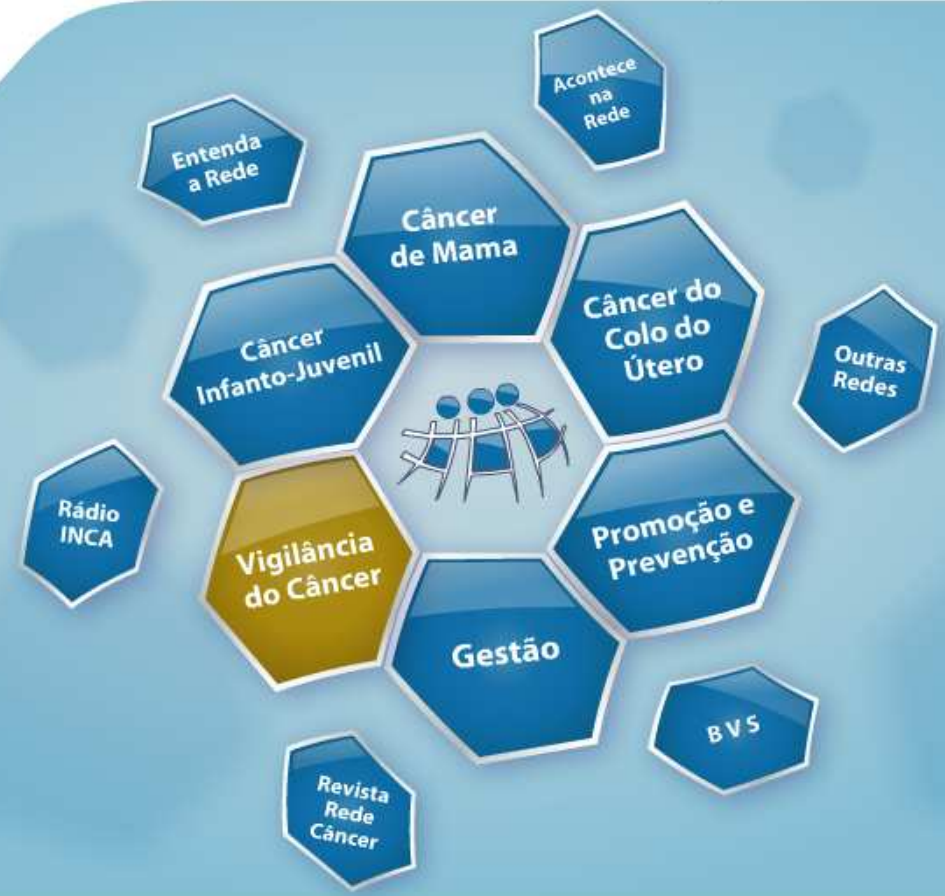 Acontece
na
Rede
Entenda
a Rede
Câncer
de Mama
Câncer do
Colo do
Útero
Câncer
Infanto-Juvenil
Outras
Redes
Rádio
INCA
Vigilância
do Câncer
Promoção e
Prevenção
Gestão
B V S
Revista
Rede
Câncer